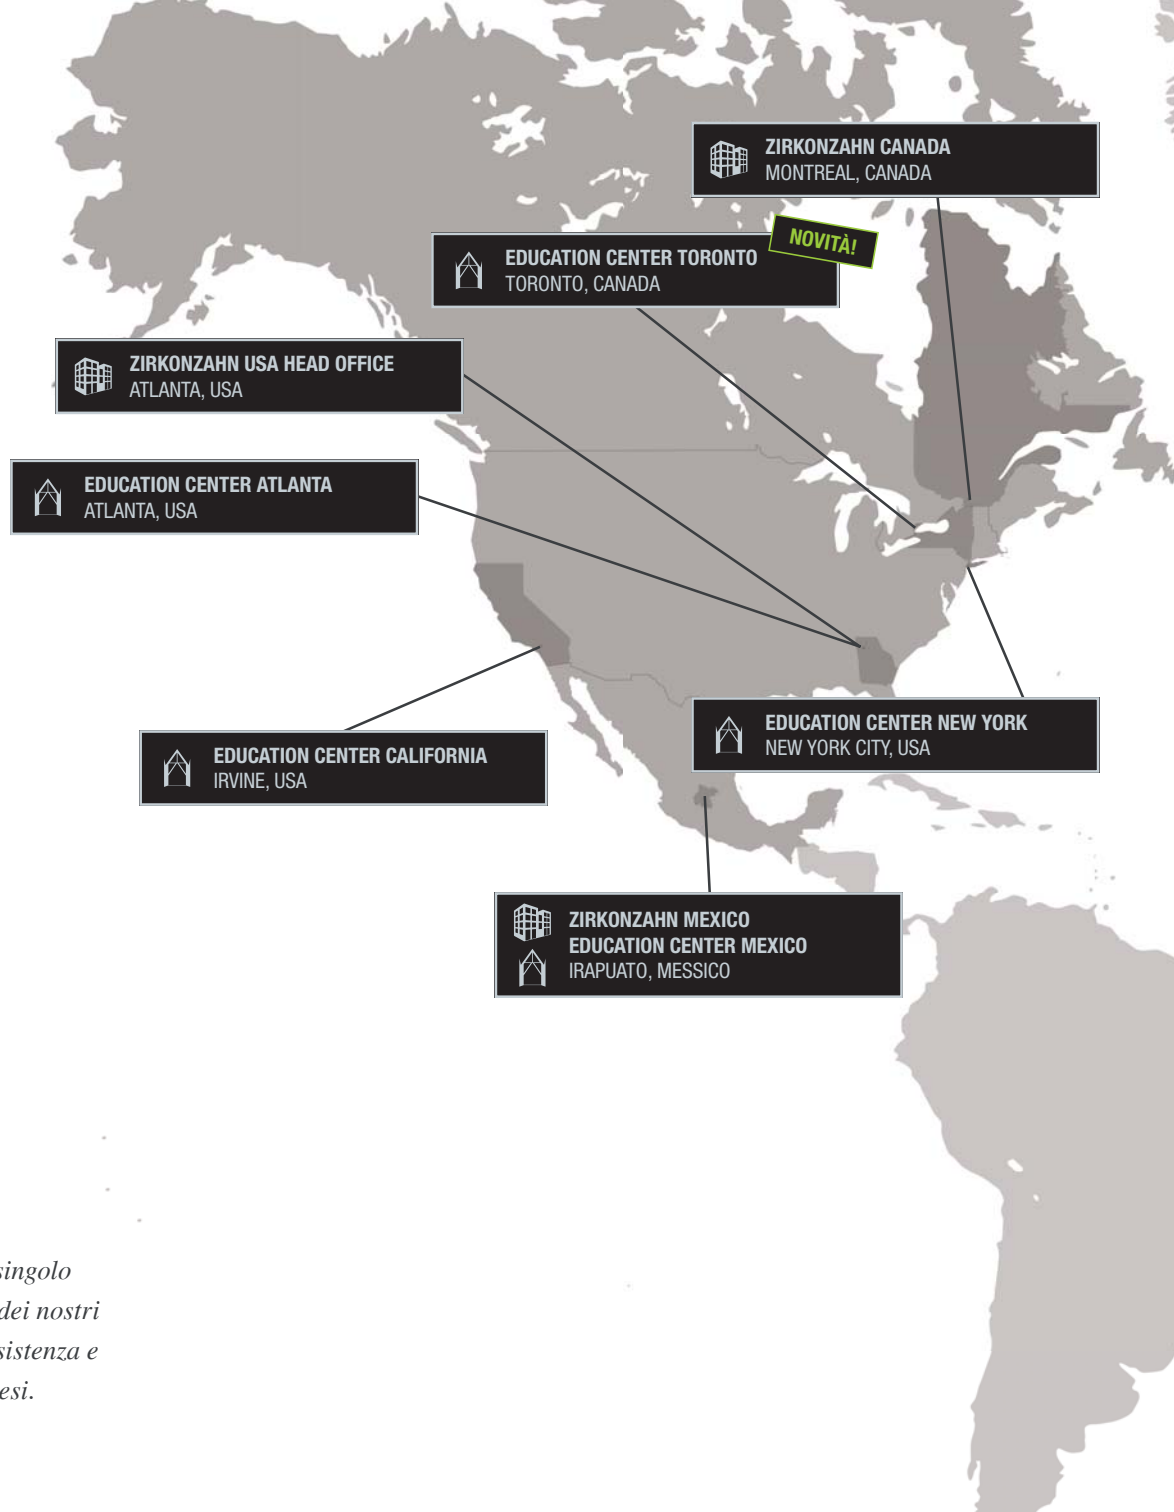 ZIRKONZAHN CANADA
MONTREAL, CANADA
NOVITÀ!
EDUCATION CENTER TORONTO
TORONTO, CANADA
ZIRKONZAHN USA HEAD OFFICE
ATLANTA, USA
EDUCATION CENTER ATLANTA
ATLANTA, USA
EDUCATION CENTER NEW YORK
NEW YORK CITY, USA
EDUCATION CENTER CALIFORNIA
IRVINE, USA
ZIRKONZAHN MEXICO
EDUCATION CENTER MEXICO
IRAPUATO, MESSICO
singolo
dei nostri
sistenza e
esi.